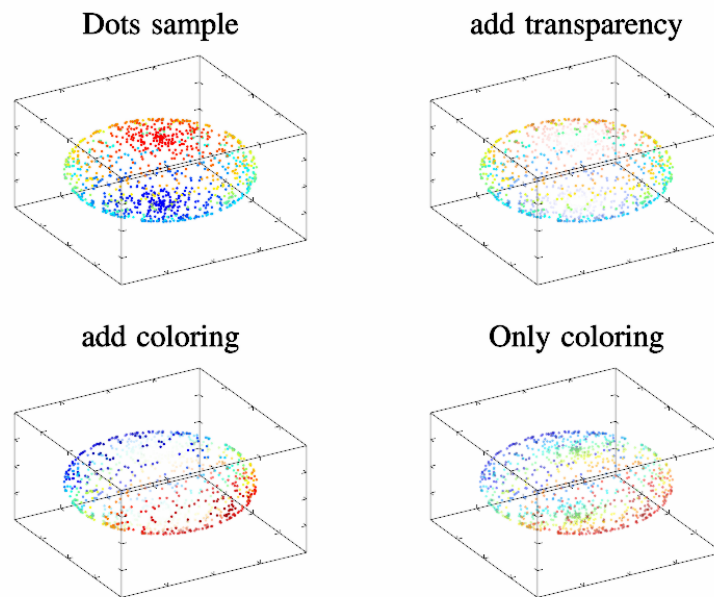 Dots sample
add transparency
add coloring
Only coloring